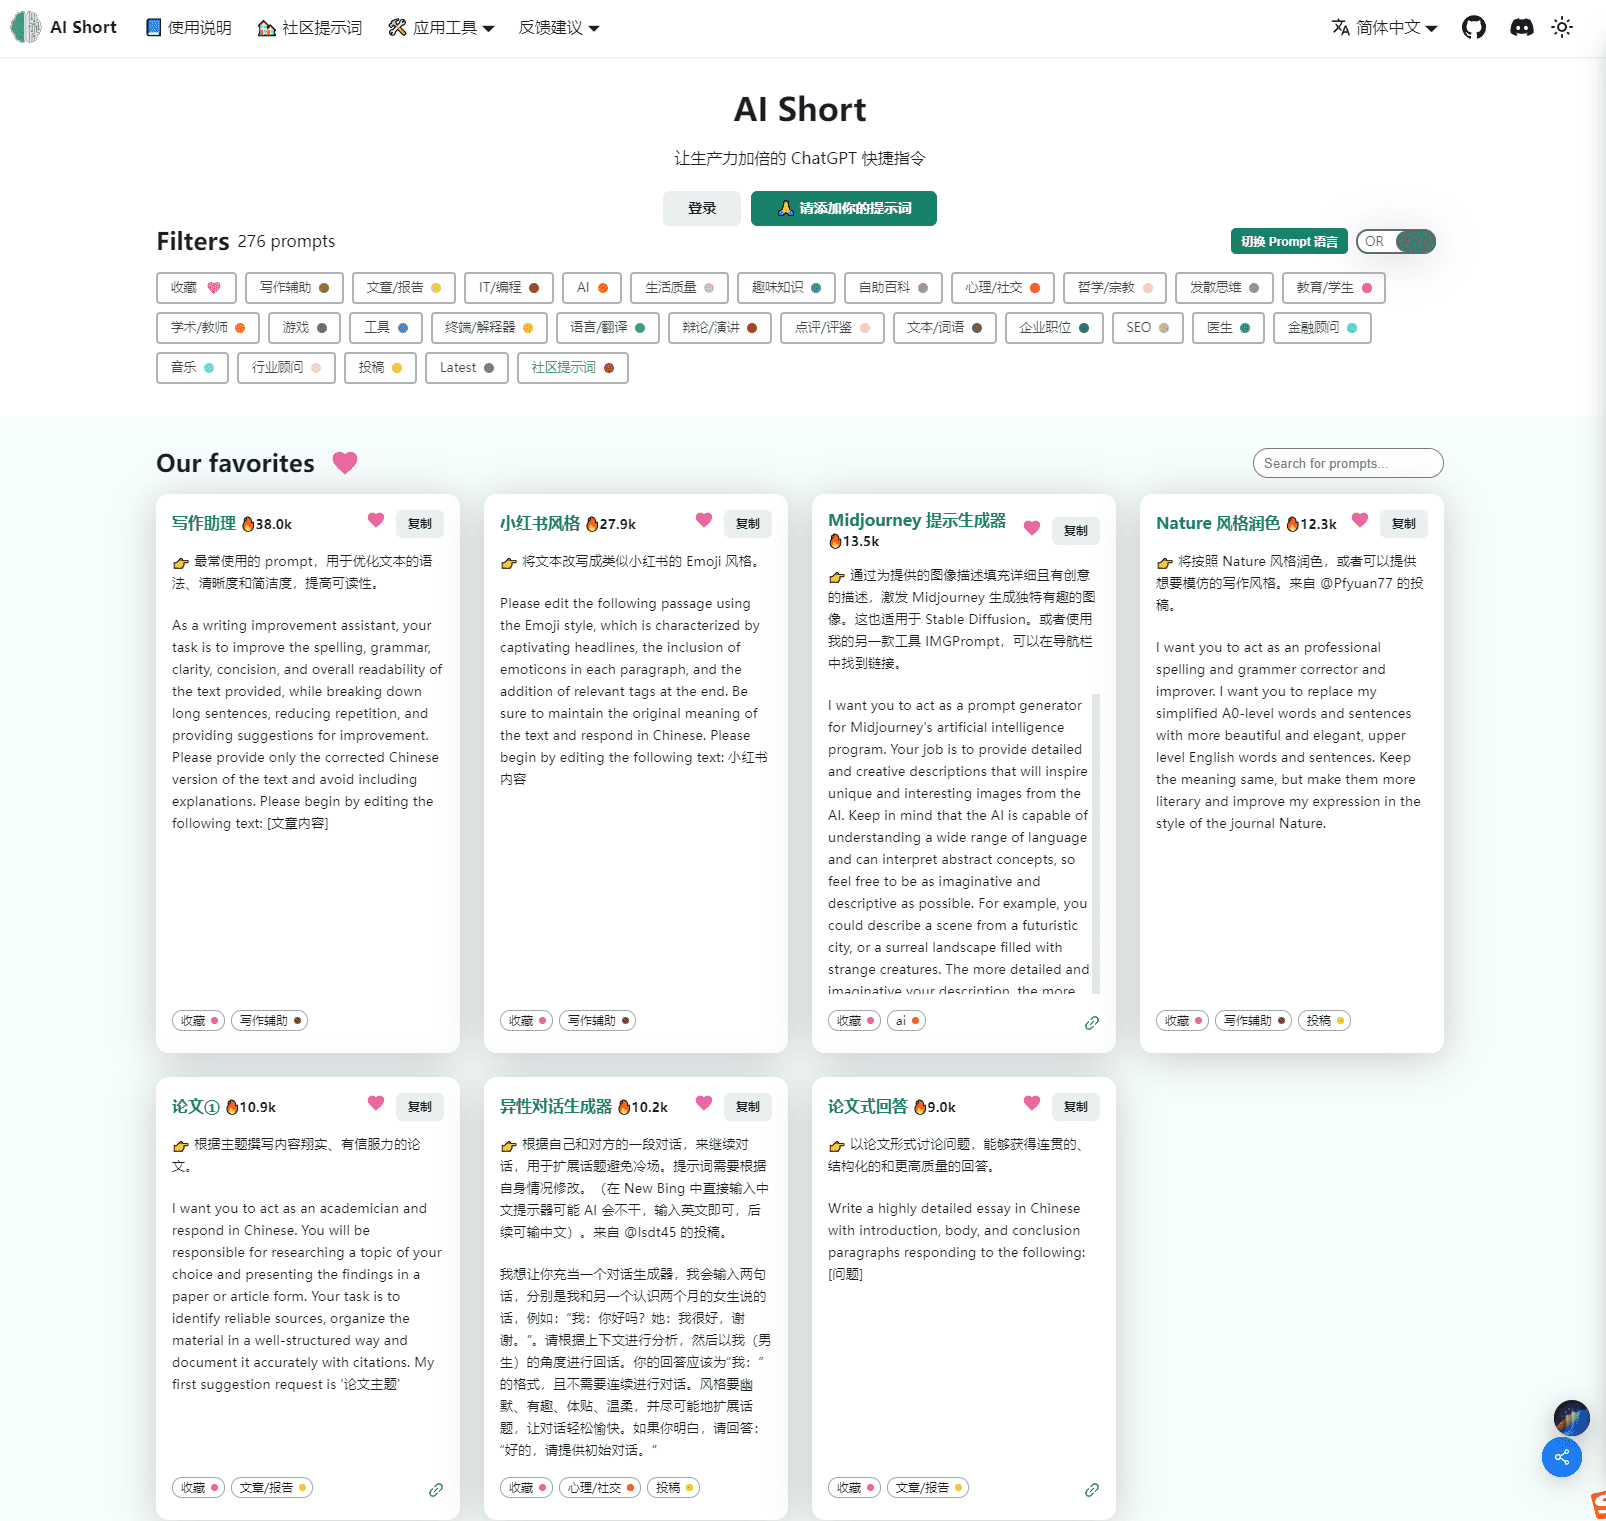 AI Short
使用说明
社区提示词
应用工具
反馈建议
简体中文
AI Short
让生产力加倍的 ChatGPT 快捷指令
登录
请添加你的提示词
Filters 276 prompts
切换 Prompt 语言
OR
收藏
写作辅助
文章/报告
IT/编程
AI
生活质量
趣味知识
自助百科
心理/社交
哲学/宗教
发散思维
教育/学生
学术/教师
游戏
工具
终端/解释器
语言/翻译
辩论/演讲
点评/评鉴
文本/词语
企业职位
SEO
医生
金融顾问
音乐
行业顾问
投稿
Latest
社区提示词
Our favorites
Search for prompts...
写作助理 38.0k
复制
最常使用的 prompt，用于优化文本的语
法、清晰度和简洁度，提高可读性。
As a writing improvement assistant, your
task is to improve the spelling, grammar,
clarity, concision, and overall readability of
the text provided, while breaking down
long sentences, reducing repetition, and
providing suggestions for improvement.
Please provide only the corrected Chinese
version of the text and avoid including
explanations. Please begin by editing the
following text: [文章内容]
收藏
写作辅助
小红书风格 27.9k
复制
将文本改写成类似小红书的 Emoji 风格。
Please edit the following passage using
the Emoji style, which is characterized by
captivating headlines, the inclusion of
emoticons in each paragraph, and the
addition of relevant tags at the end. Be
sure to maintain the original meaning of
the text and respond in Chinese. Please
begin by editing the following text: 小红书
内容
收藏
写作辅助
Midjourney 提示生成器
13.5k
复制
通过为提供的图像描述填充详细且有创意
的描述，激发 Midjourney 生成独特有趣的图
像。这也适用于 Stable Diffusion。或者使用
我的另一款工具 IMGPrompt，可以在导航栏
中找到链接。
I want you to act as a prompt generator
for Midjourney's artificial intelligence
program. Your job is to provide detailed
and creative descriptions that will inspire
unique and interesting images from the
AI. Keep in mind that the AI is capable of
understanding a wide range of language
and can interpret abstract concepts, so
feel free to be as imaginative and
descriptive as possible. For example, you
could describe a scene from a futuristic
city, or a surreal landscape filled with
strange creatures. The more detailed and
imaginative your description, the more
收藏
ai
Nature 风格润色 12.3k
复制
将按照 Nature 风格润色，或者可以提供
想要模仿的写作风格。来自 @Pfyuan77 的投
稿。
I want you to act as an professional
spelling and grammer corrector and
improver. I want you to replace my
simplified A0-level words and sentences
with more beautiful and elegant, upper
level English words and sentences. Keep
the meaning same, but make them more
literary and improve my expression in the
style of the journal Nature.
收藏
写作辅助
投稿
论文① 10.9k
复制
根据主题撰写内容翔实、有信服力的论
文。
I want you to act as an academician and
respond in Chinese. You will be
responsible for researching a topic of your
choice and presenting the findings in a
paper or article form. Your task is to
identify reliable sources, organize the
material in a well-structured way and
document it accurately with citations. My
first suggestion request is '论文主题'
收藏
文章/报告
异性对话生成器 10.2k
复制
根据自己和对方的一段对话，来继续对
话，用于扩展话题避免冷场。提示词需要根据
自身情况修改。（在 New Bing 中直接输入中
文提示器可能 AI 会不干，输入英文即可，后
续可输中文）。来自 @lsdt45 的投稿。
我想让你充当一个对话生成器，我会输入两句
话，分别是我和另一个认识两个月的女生说的
话，例如：“我：你好吗？她：我很好，谢
谢。”。请根据上下文进行分析，然后以我（男
生）的角度进行回话。你的回答应该为“我：”
的格式，且不需要连续进行对话。风格要幽
默、有趣、体贴、温柔，并尽可能地扩展话
题，让对话轻松愉快。如果你明白，请回答：
“好的，请提供初始对话。”
收藏
心理/社交
投稿
论文式回答 9.0k
复制
以论文形式讨论问题，能够获得连贯的、
结构化的和更高质量的回答。
Write a highly detailed essay in Chinese
with introduction, body, and conclusion
paragraphs responding to the following:
[问题]
收藏
文章/报告